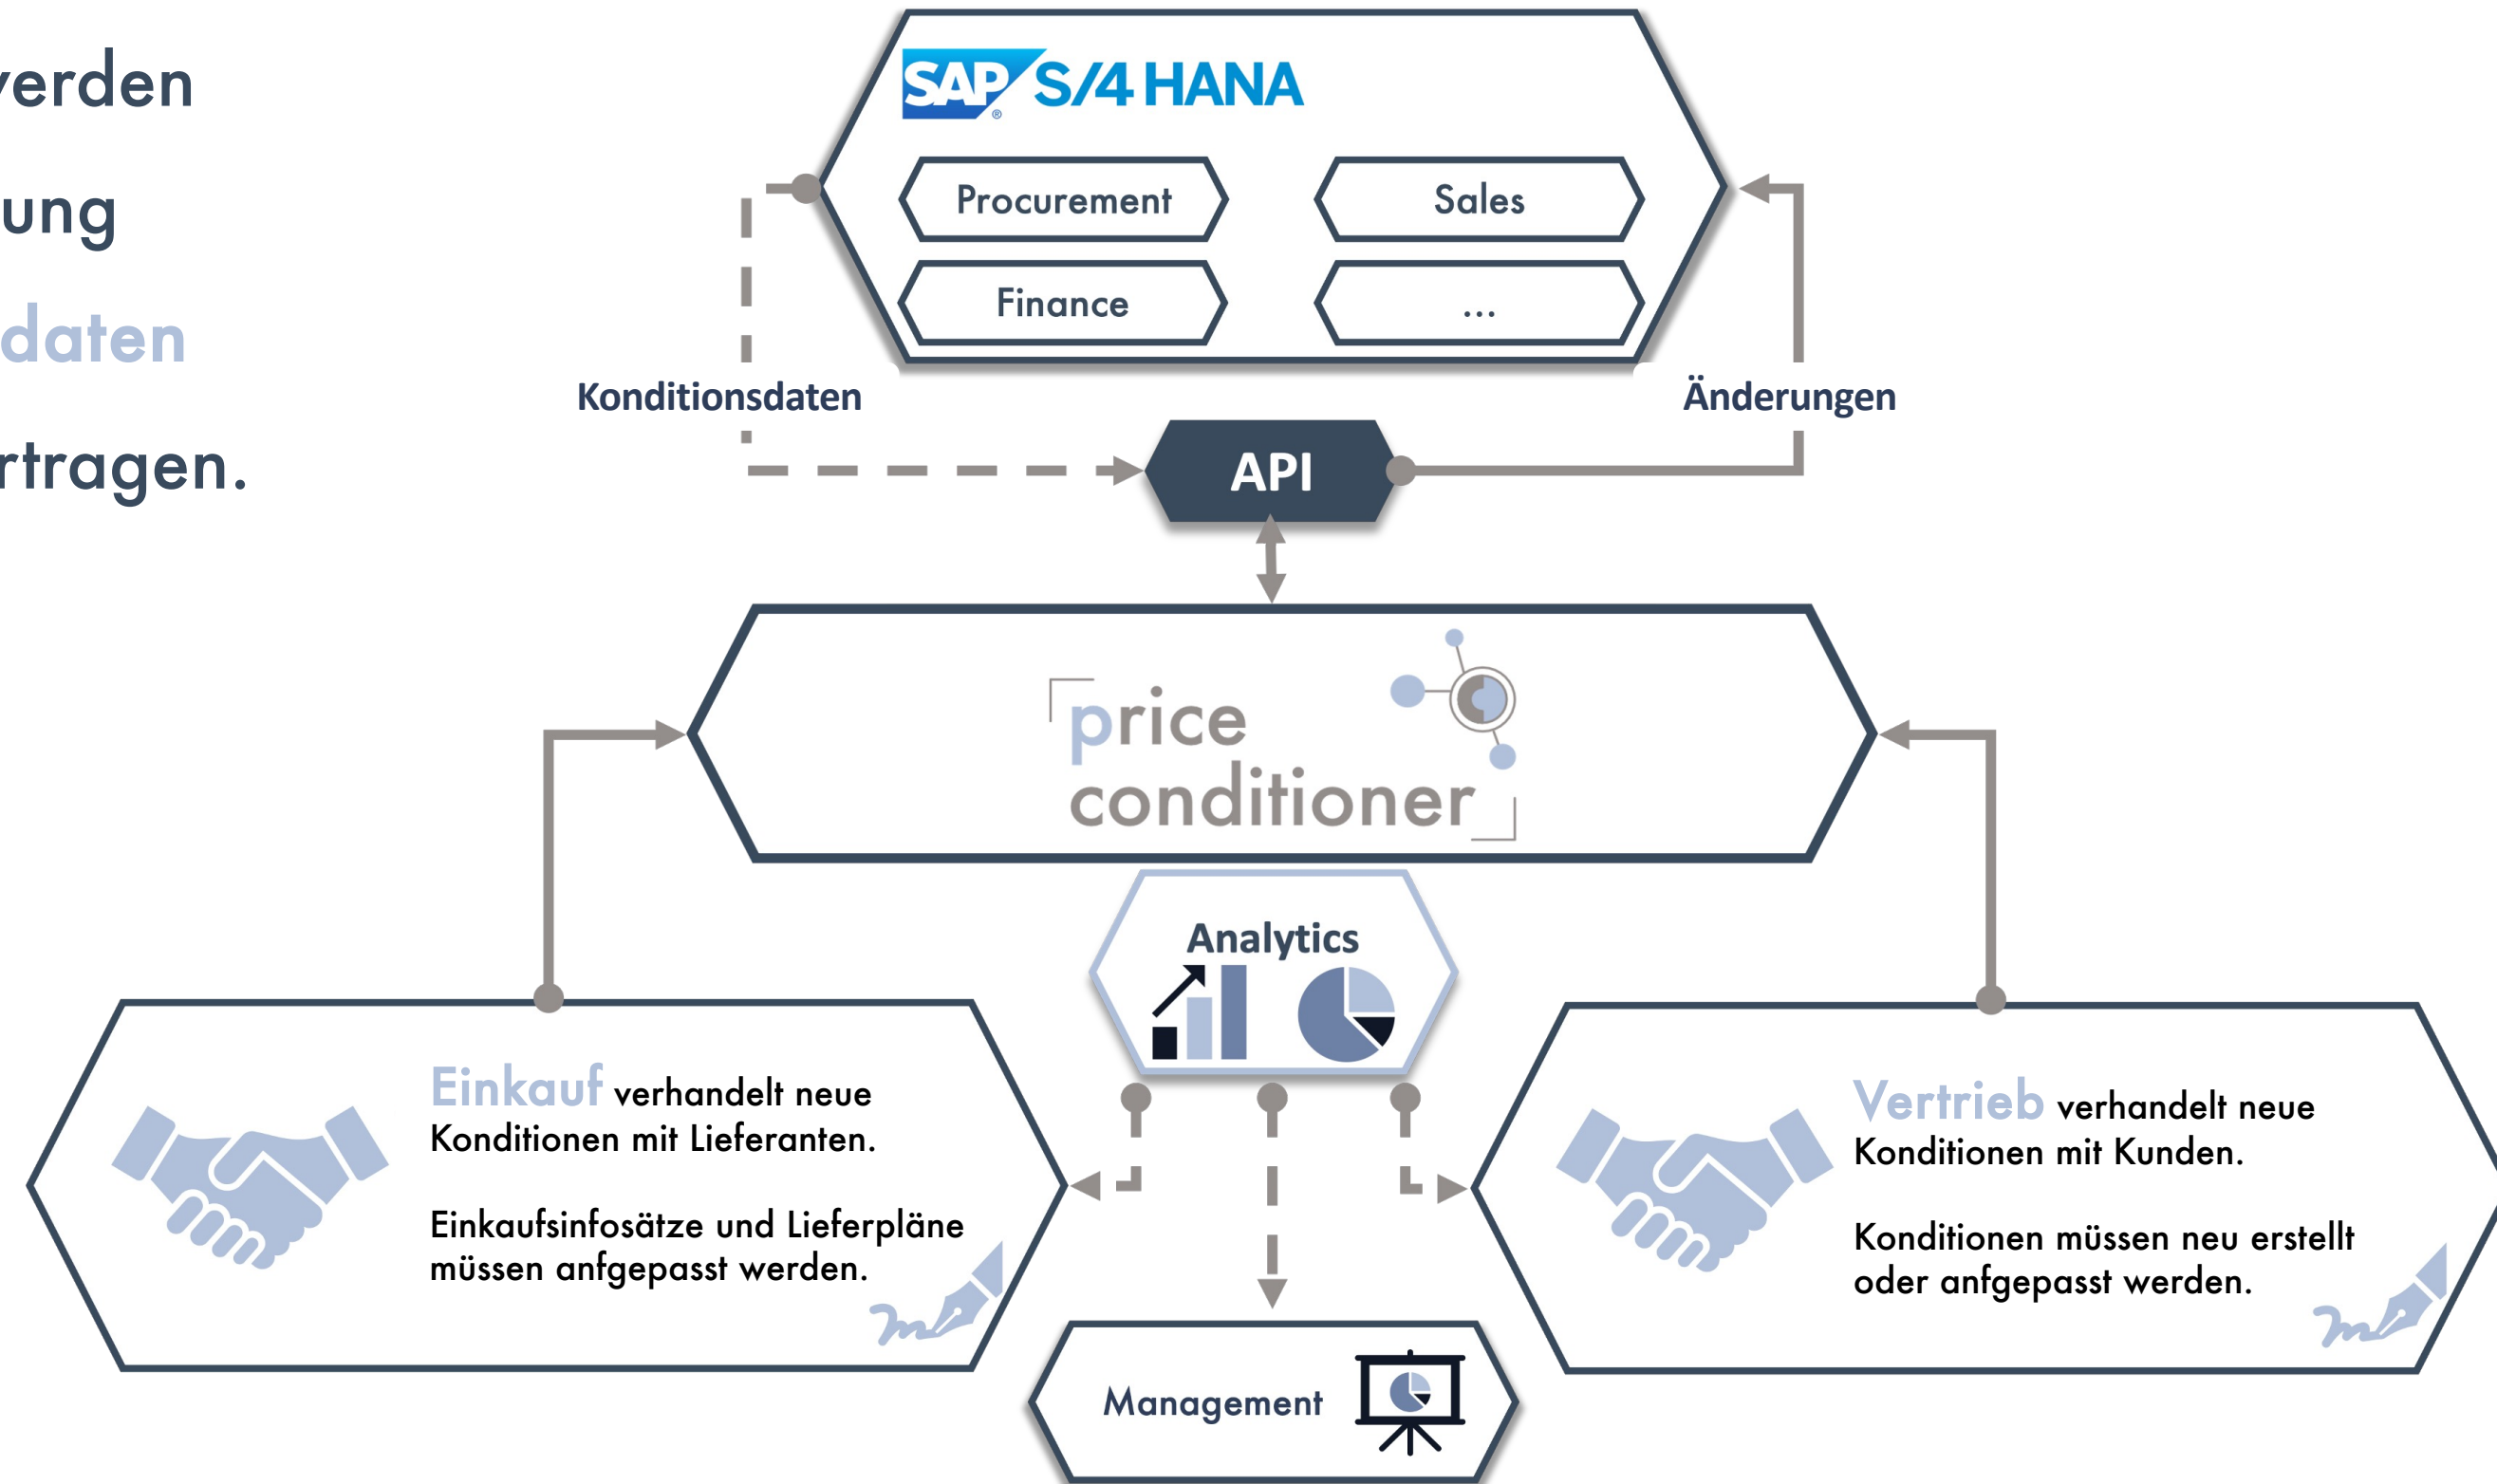 verden
ung
daten
rtragen.
SAP S/4 HANA
Procurement
Sales
Finance
...
Konditionsdaten
Änderungen
API
price
conditioner
Analytics
Einkauf verhandelt neue
Konditionen mit Lieferanten.
Einkaufsinfosätze und Lieferpläne
müssen anfgepasst werden.
Vertrieb verhandelt neue
Konditionen mit Kunden.
Konditionen müssen neu erstellt
oder anfgepasst werden.
Management